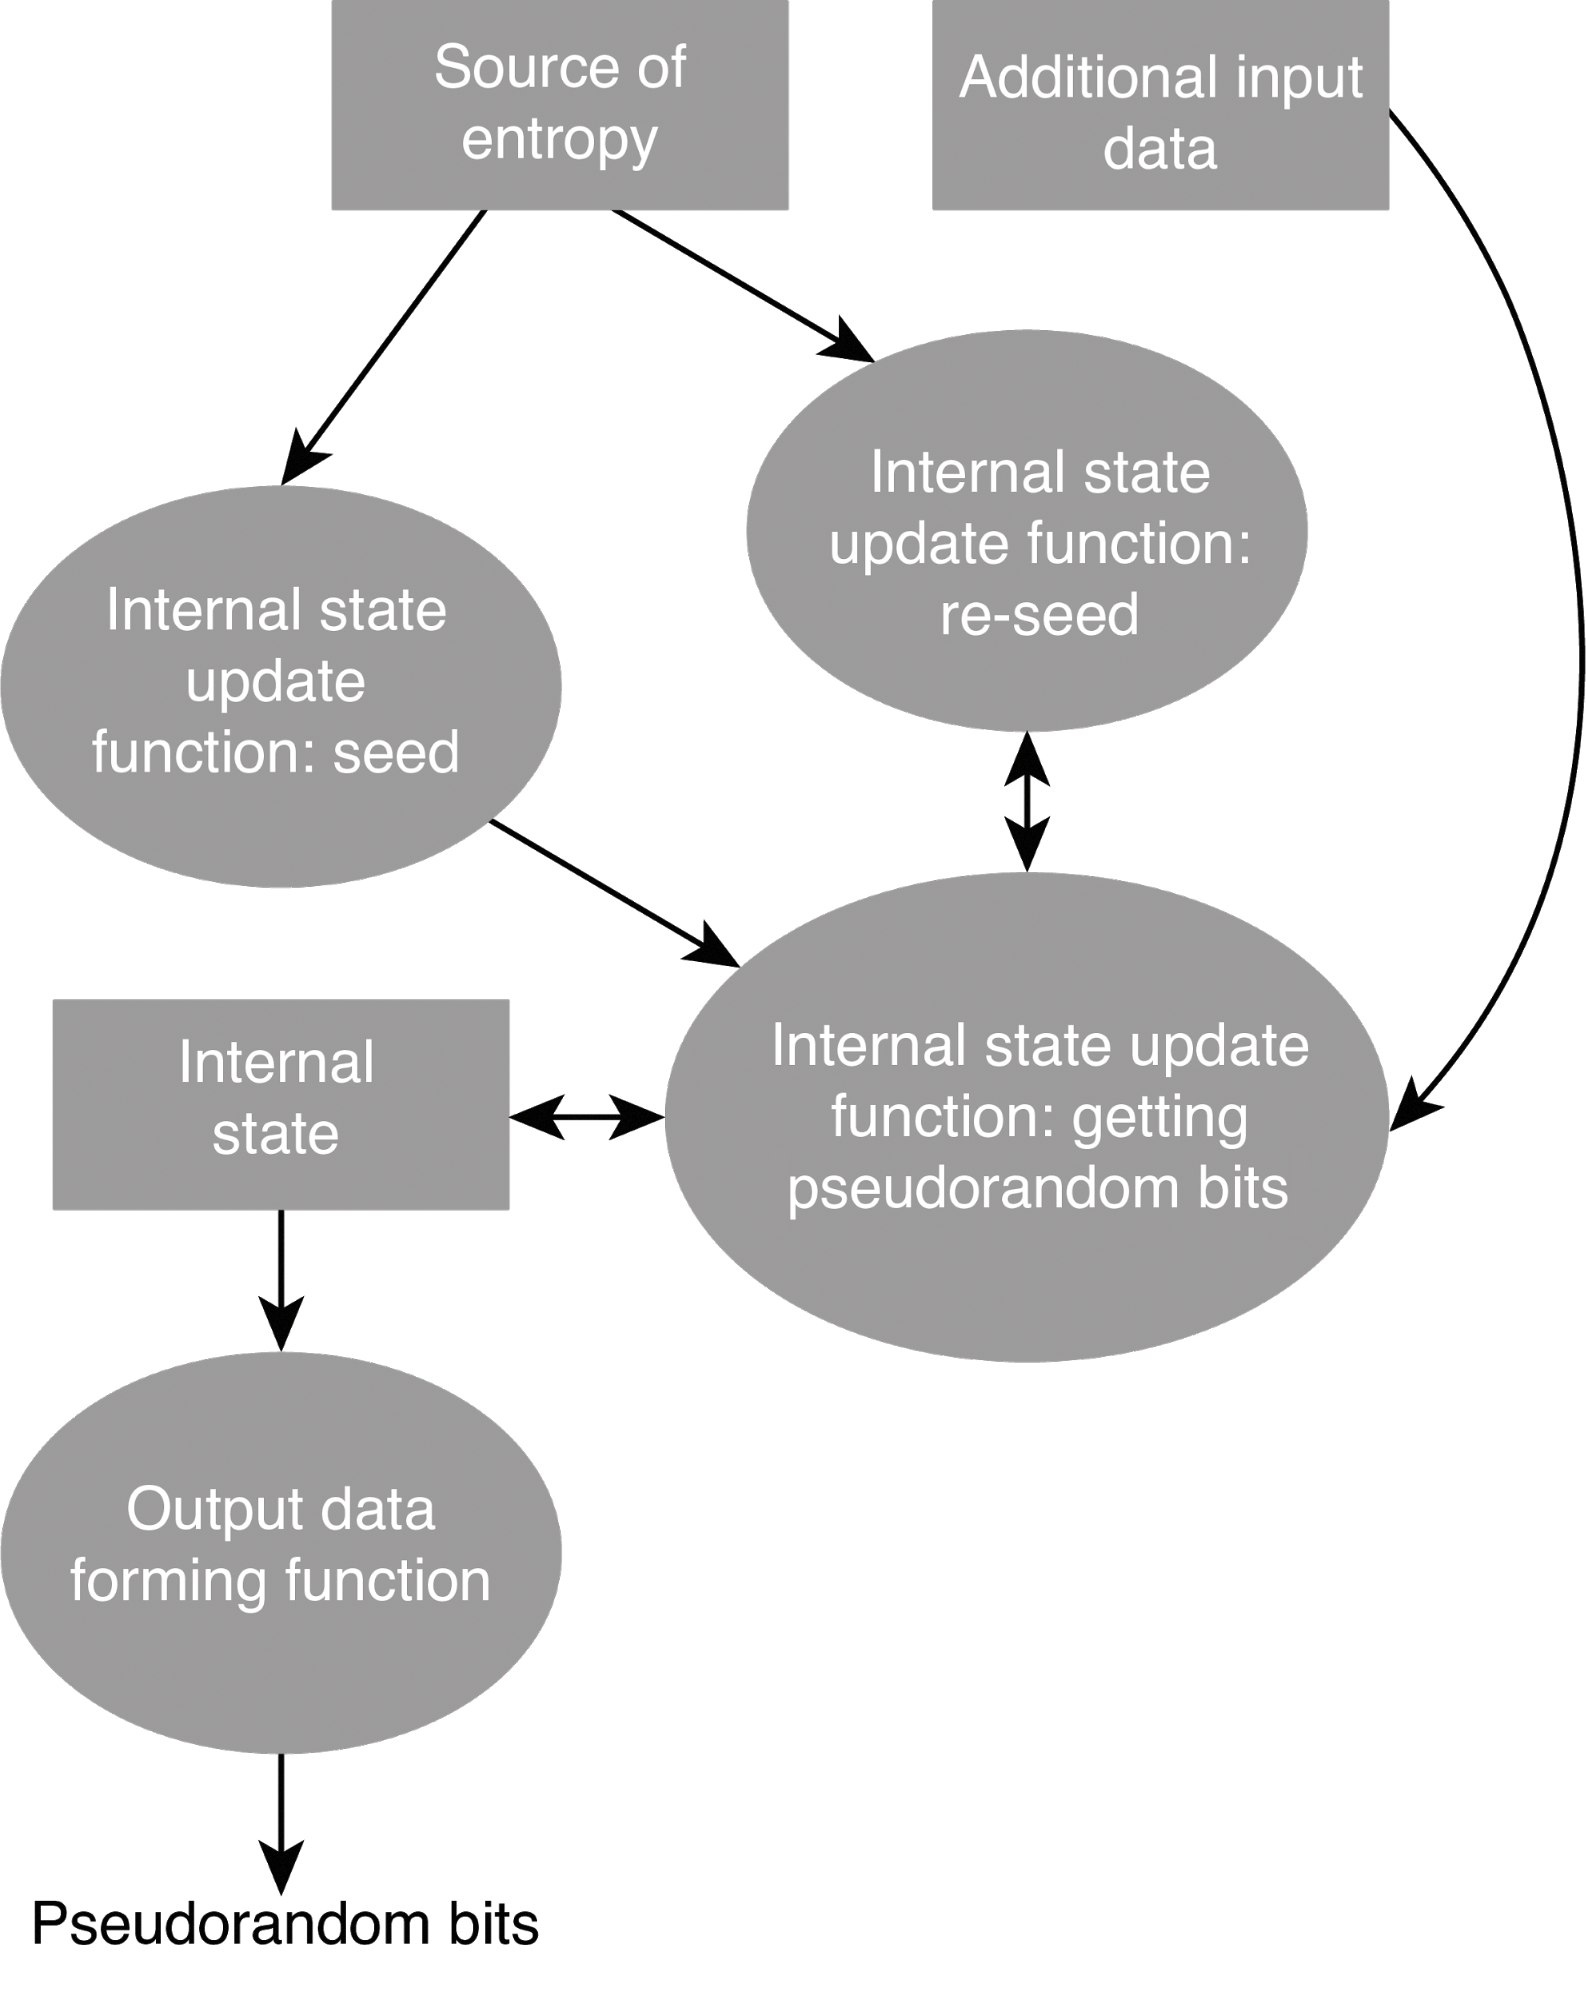 Source of
entropy
Additional input
data
Internal state
update function:
re-seed
Internal state
update
function: seed
Internal state update
function: getting
pseudorandom bits
Internal
state
Output data
forming function
Pseudorandom bits